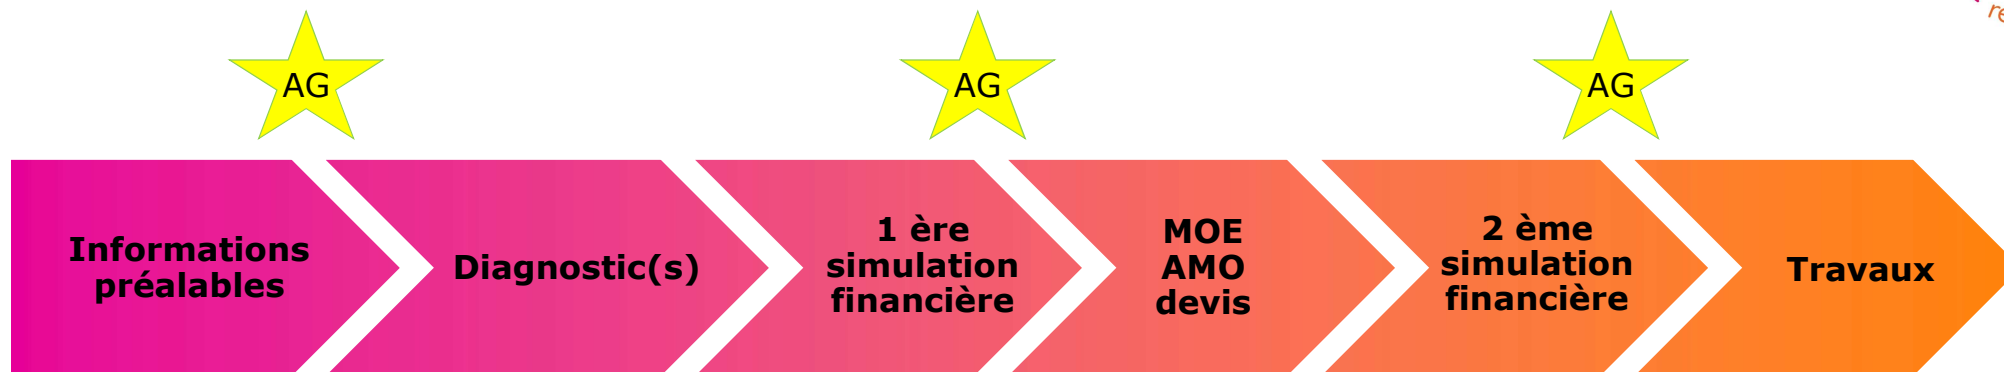 AG
AG
AG
Informations
préalables
Diagnostic(s)
1 ère
simulation
financière
MOE
AMO
devis
2 ème
simulation
financière
Travaux